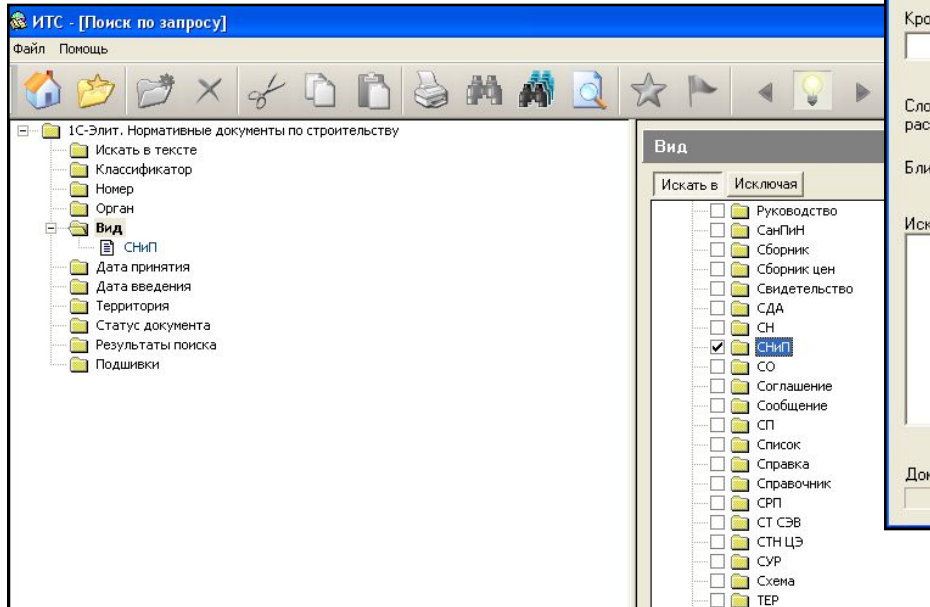 ИТС - [Поиск по запросу]
Файл Помощь
1С-Элит. Нормативные документы по строительству
Искать в тексте
Классификатор
Номер
Орган
Вид
СНиП
Дата принятия
Дата введения
Территория
Статус документа
Результаты поиска
Подшивки
Вид
Искать в Исключая
Руководство
СанПиН
Сборник
Сборник цен
Свидетельство
СДА
СН
СНиП
СО
Соглашение
Сообщение
СП
Список
Справка
Справочник
СРП
СТ СЭВ
СТН ЦЭ
СУР
Схема
ТЕР